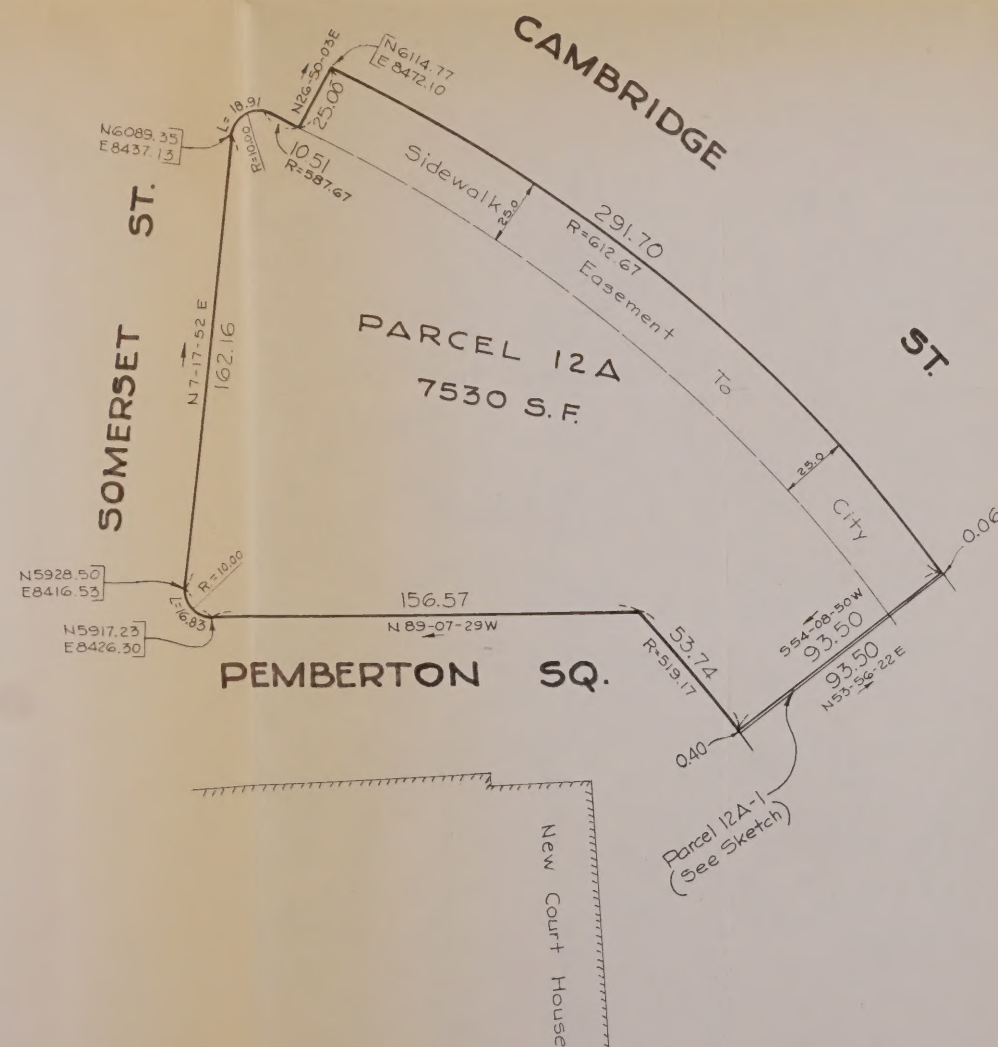 CAMBRIDGE
ST.
N6114.77
E8472.10
N26-50-03E
25.00
L=18.91
R=10.00
N6089.35
E8437.13
10.51
R=587.67
Sidewalk
25.0
291.70
R=612.67
Easement
To
25.0
City
0.06
SOMERSET ST.
N7-17-52E
162.16
PARCEL 12A
7530 S.F.
N5928.50
E8416.53
R=10.00
L=16.83
N5917.23
E8426.30
156.57
N89-07-29W
PEMBERTON SQ.
53.74
R=519.17
S54-08-50W
93.50
93.50
N53-56-22E
0.40
Parcel 12A-1
(See Sketch)
New Court House